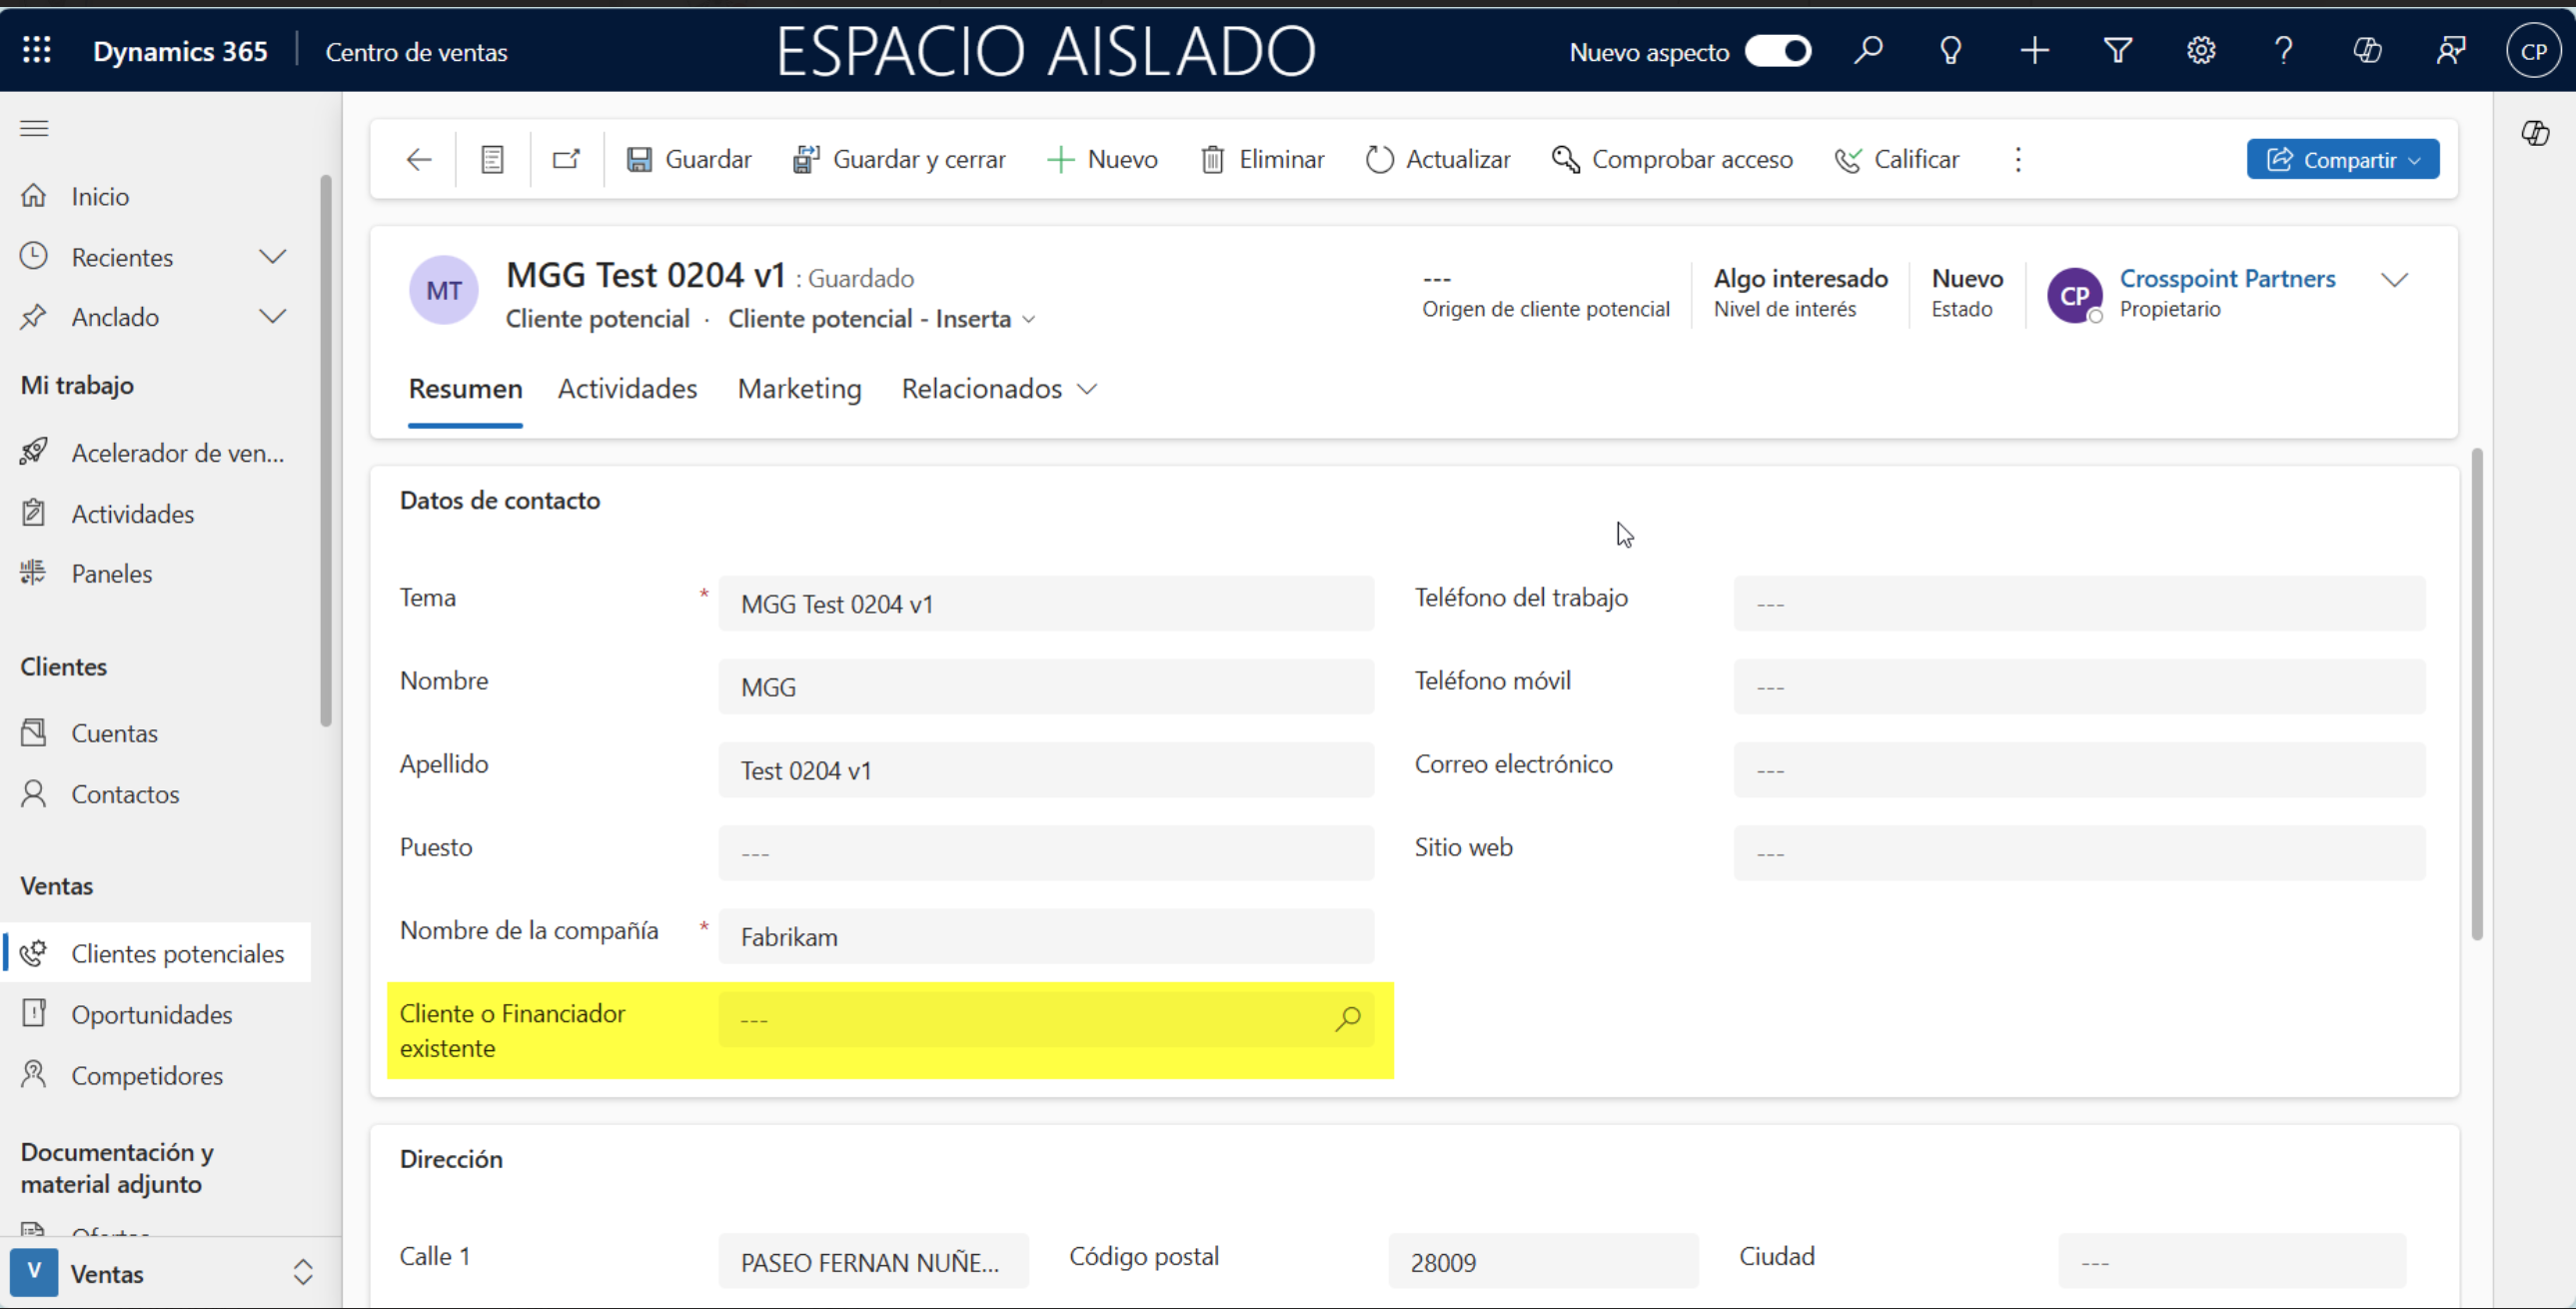 Dynamics 365
Centro de ventas
ESPACIO AISLADO
Nuevo aspecto
CP
Guardar
Guardar y cerrar
Nuevo
Eliminar
Actualizar
Comprobar acceso
Calificar
Compartir
Inicio
Recientes
Anclado
Mi trabajo
Acelerador de ven...
Actividades
Paneles
Clientes
Cuentas
Contactos
Ventas
Clientes potenciales
Oportunidades
Competidores
Documentación y
material adjunto
Ofertas
V Ventas
MT
MGG Test 0204 v1 : Guardado
Cliente potencial · Cliente potencial - Inserta
---
Origen de cliente potencial
Algo interesado
Nivel de interés
Nuevo
Estado
CP
Crosspoint Partners
Propietario
Resumen Actividades Marketing Relacionados
Datos de contacto
Tema * MGG Test 0204 v1
Nombre MGG
Apellido Test 0204 v1
Puesto ---
Nombre de la compañía * Fabrikam
Cliente o Financiador
existente
---
Teléfono del trabajo ---
Teléfono móvil ---
Correo electrónico ---
Sitio web ---
Dirección
Calle 1 PASEO FERNAN NUÑE... Código postal 28009 Ciudad ---